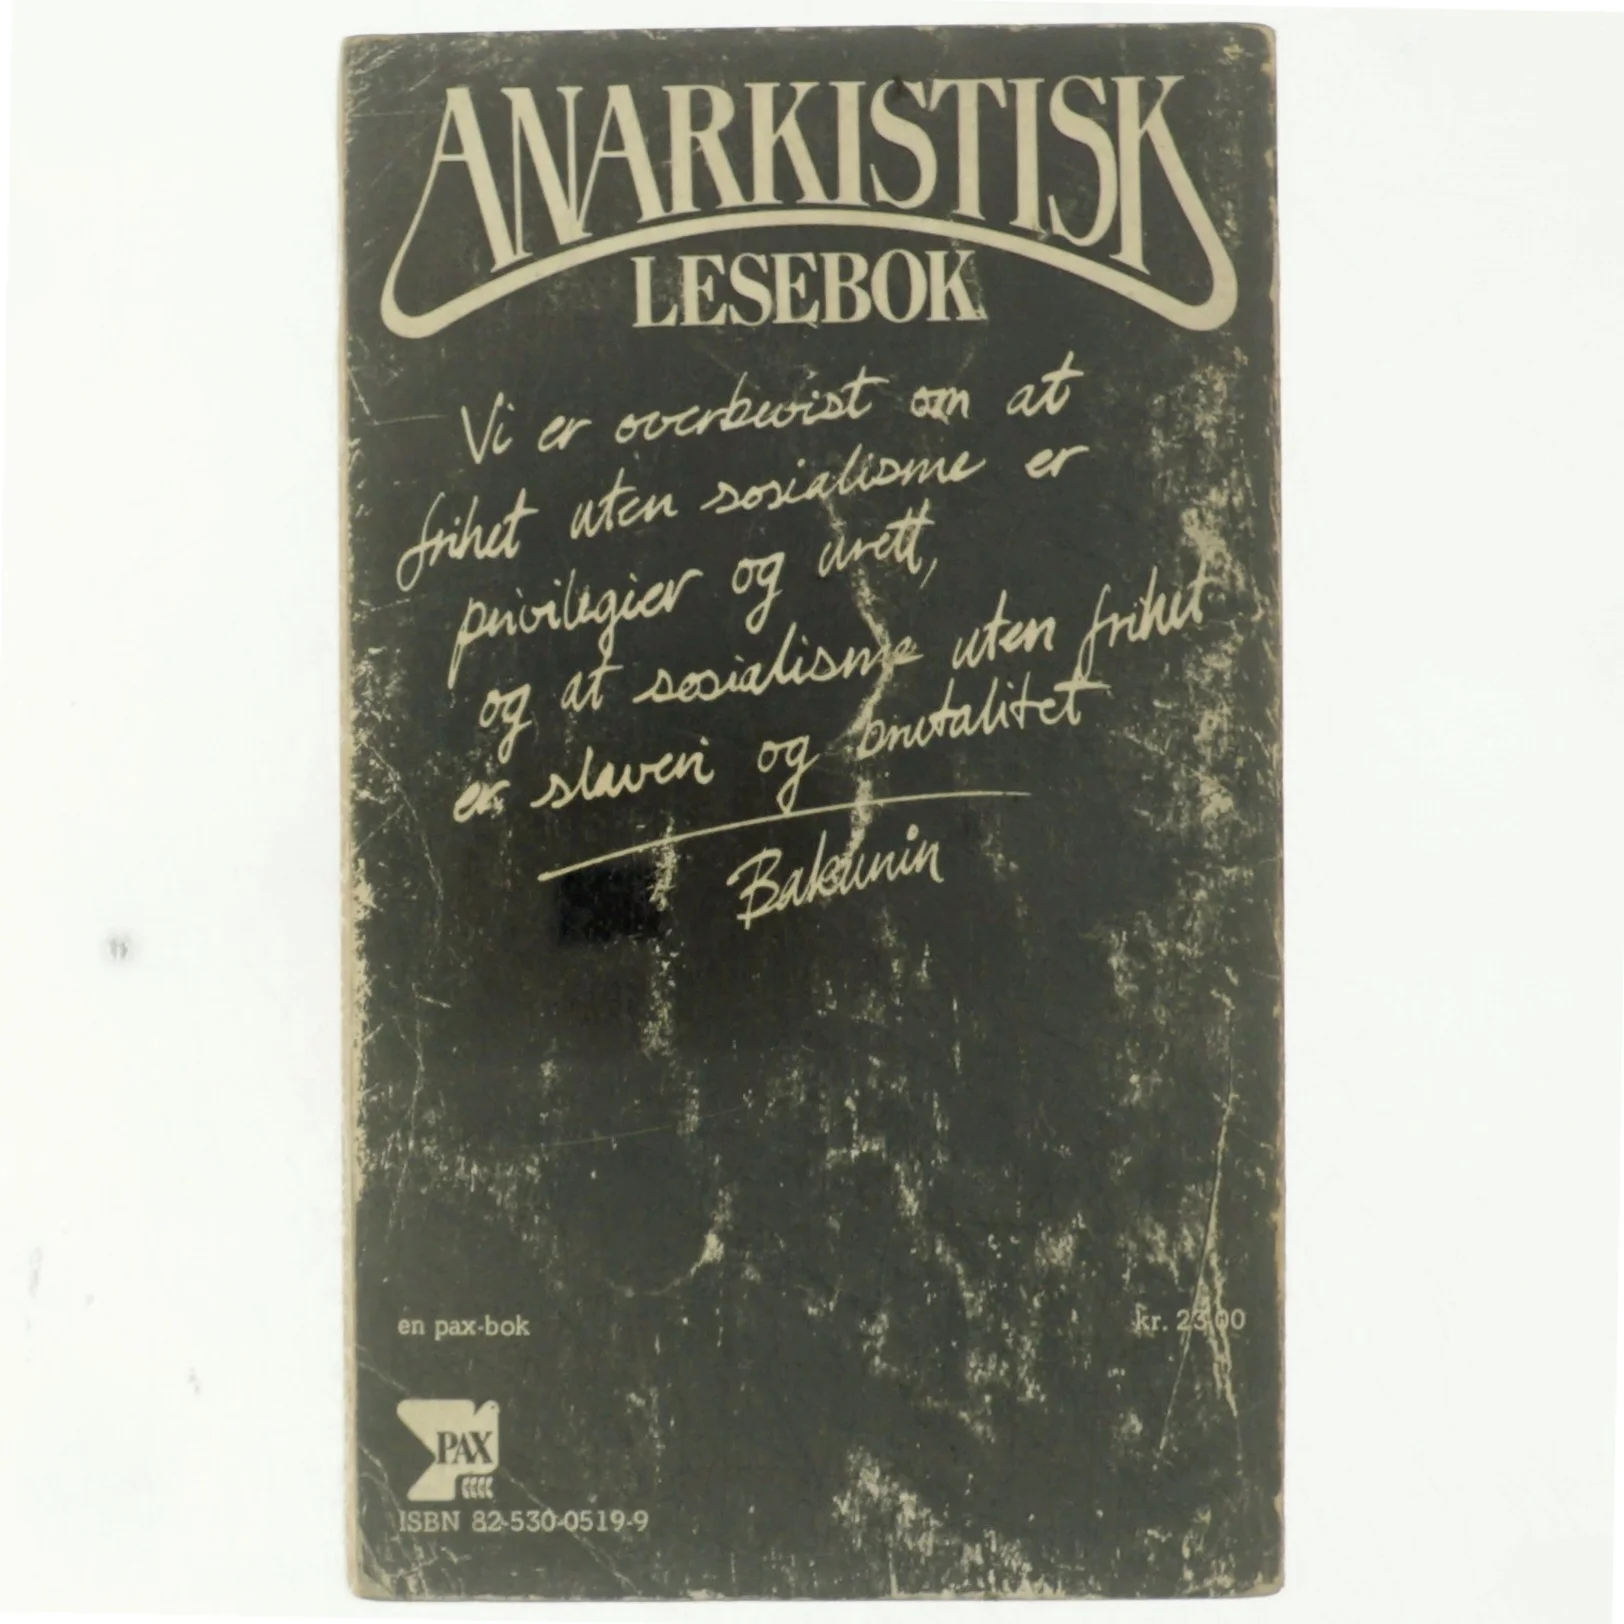 ANARKISTISK
LESEBOK
Vi er overbevist om at
frihet uten sosialisme er
privilegier og urett,
og at sosialisme uten frihet
er slaveri og brutalitet
Bakunin
en pax-bok
kr. 23,00
PAX
ISBN 82-530-0519-9